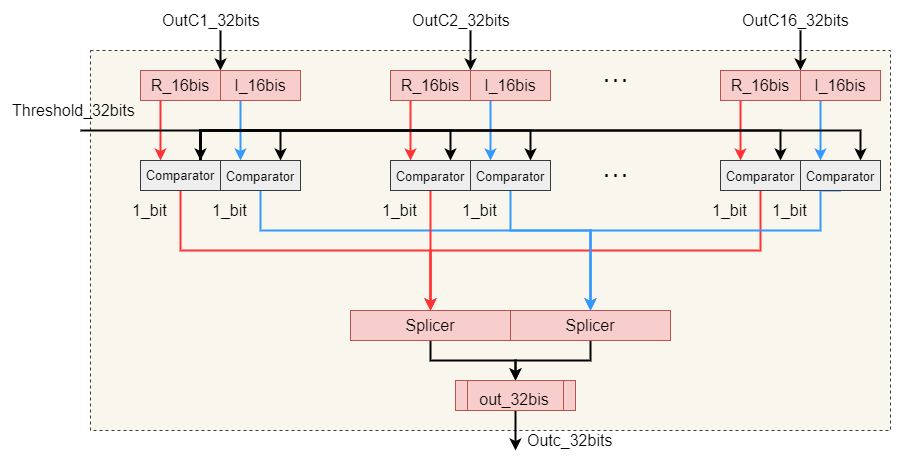 OutC1_32bits OutC2_32bits OutC16_32bits
R_16bis I_16bis R_16bis I_16bis ... R_16bis I_16bis
Threshold_32bits
Comparator Comparator Comparator Comparator ... Comparator Comparator
1_bit 1_bit 1_bit 1_bit 1_bit 1_bit
Splicer Splicer
out_32bis
Outc_32bits